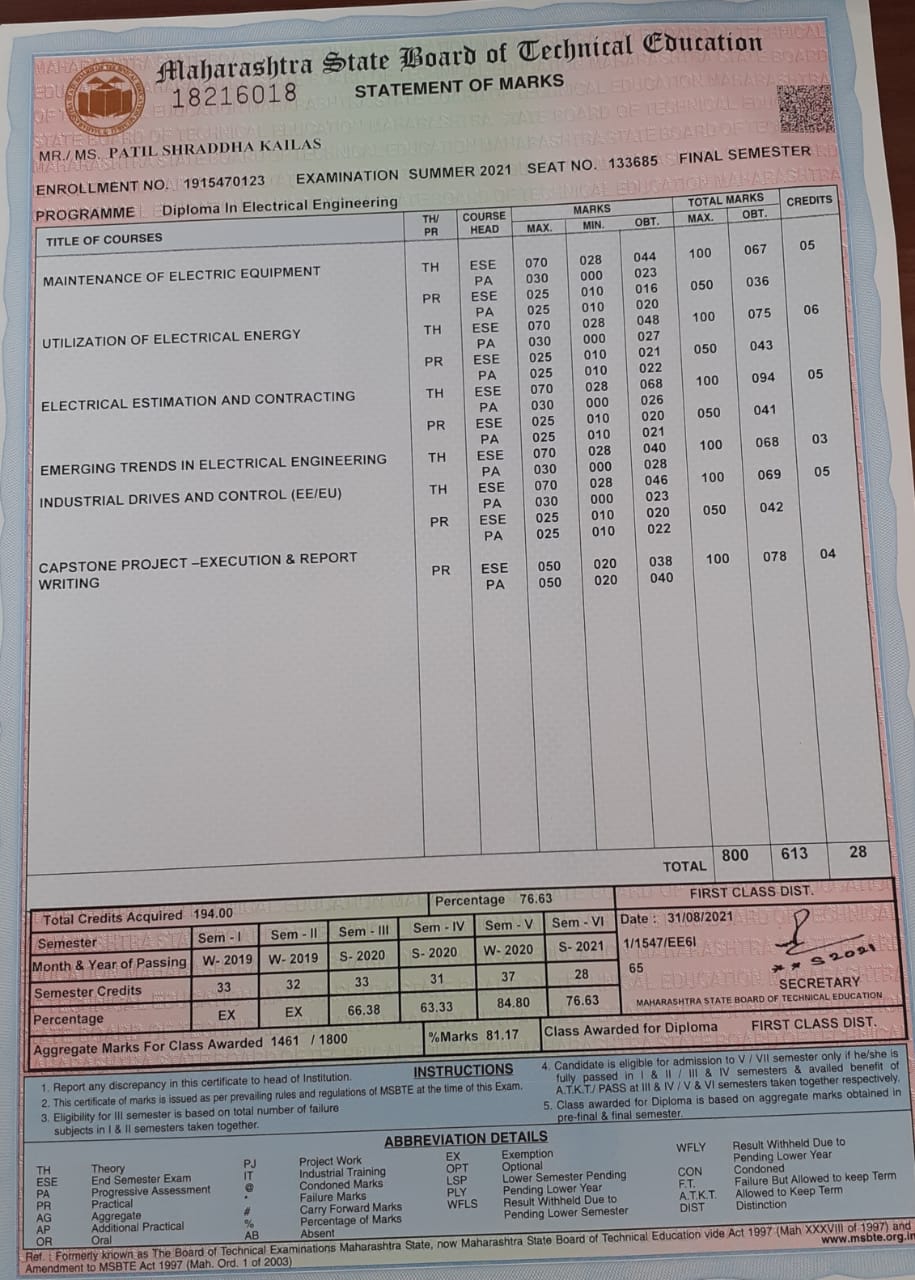 Maharashtra State Board of Technical Education
18216018 STATEMENT OF MARKS
MR./ MS. PATIL SHRADDHA KAILAS
ENROLLMENT NO. 1915470123 EXAMINATION SUMMER 2021 SEAT NO. 133685 FINAL SEMESTER
PROGRAMME Diploma In Electrical Engineering
TITLE OF COURSES TH/ PR COURSE HEAD MARKS MAX. MIN. OBT. TOTAL MARKS MAX. OBT. CREDITS
MAINTENANCE OF ELECTRIC EQUIPMENT TH ESE 070 028 044 100 067 05
PA 030 000 023
PR ESE 025 010 016 050 036
PA 025 010 020
UTILIZATION OF ELECTRICAL ENERGY TH ESE 070 028 048 100 075 06
PA 030 000 027
PR ESE 025 010 021 050 043
PA 025 010 022
ELECTRICAL ESTIMATION AND CONTRACTING TH ESE 070 028 068 100 094 05
PA 030 000 026
PR ESE 025 010 020 050 041
PA 025 010 021
EMERGING TRENDS IN ELECTRICAL ENGINEERING TH ESE 070 028 040 100 068 03
PA 030 000 028
INDUSTRIAL DRIVES AND CONTROL (EE/EU) TH ESE 070 028 046 100 069 05
PA 030 000 023
PR ESE 025 010 020 050 042
PA 025 010 022
CAPSTONE PROJECT –EXECUTION & REPORT PR ESE 050 020 038 100 078 04
WRITING PA 050 020 040
TOTAL 800 613 28
Total Credits Acquired 194.00 Percentage 76.63 FIRST CLASS DIST.
Semester Sem - I Sem - II Sem - III Sem - IV Sem - V Sem - VI
Month & Year of Passing W- 2019 W- 2019 S- 2020 S- 2020 W- 2020 S- 2021
Semester Credits 33 32 33 31 37 28
Percentage EX EX 66.38 63.33 84.80 76.63
Date : 31/08/2021
1/1547/EE6I
65
* * S 2021
SECRETARY
MAHARASHTRA STATE BOARD OF TECHNICAL EDUCATION
Aggregate Marks For Class Awarded 1461 / 1800 %Marks 81.17 Class Awarded for Diploma FIRST CLASS DIST.
INSTRUCTIONS
1. Report any discrepancy in this certificate to head of Institution.
2. This certificate of marks is issued as per prevailing rules and regulations of MSBTE at the time of this Exam.
3. Eligibility for III semester is based on total number of failure
subjects in I & II semesters taken together.
4. Candidate is eligible for admission to V / VII semester only if he/she is
fully passed in I & II / III & IV semesters & availed benefit of
A.T.K.T./ PASS at III & IV / V & VI semesters taken together respectively.
5. Class awarded for Diploma is based on aggregate marks obtained in
pre-final & final semester.
ABBREVIATION DETAILS
TH Theory
ESE End Semester Exam
PA Progressive Assessment
PR Practical
AG Aggregate
AP Additional Practical
OR Oral
PJ Project Work
IT Industrial Training
@ Condoned Marks
* Failure Marks
# Carry Forward Marks
% Percentage of Marks
AB Absent
EX Exemption
OPT Optional
LSP Lower Semester Pending
PLY Pending Lower Year
WFLS Result Withheld Due to
Pending Lower Semester
WFLY Result Withheld Due to
Pending Lower Year
CON Condoned
F.T. Failure But Allowed to keep Term
A.T.K.T. Allowed to Keep Term
DIST Distinction
Ref. : Formerly known as The Board of Technical Examinations Maharashtra State, now Maharashtra State Board of Technical Education vide Act 1997 (Mah XXXVIII of 1997) and
Amendment to MSBTE Act 1997 (Mah. Ord. 1 of 2003)
www.msbte.org.in